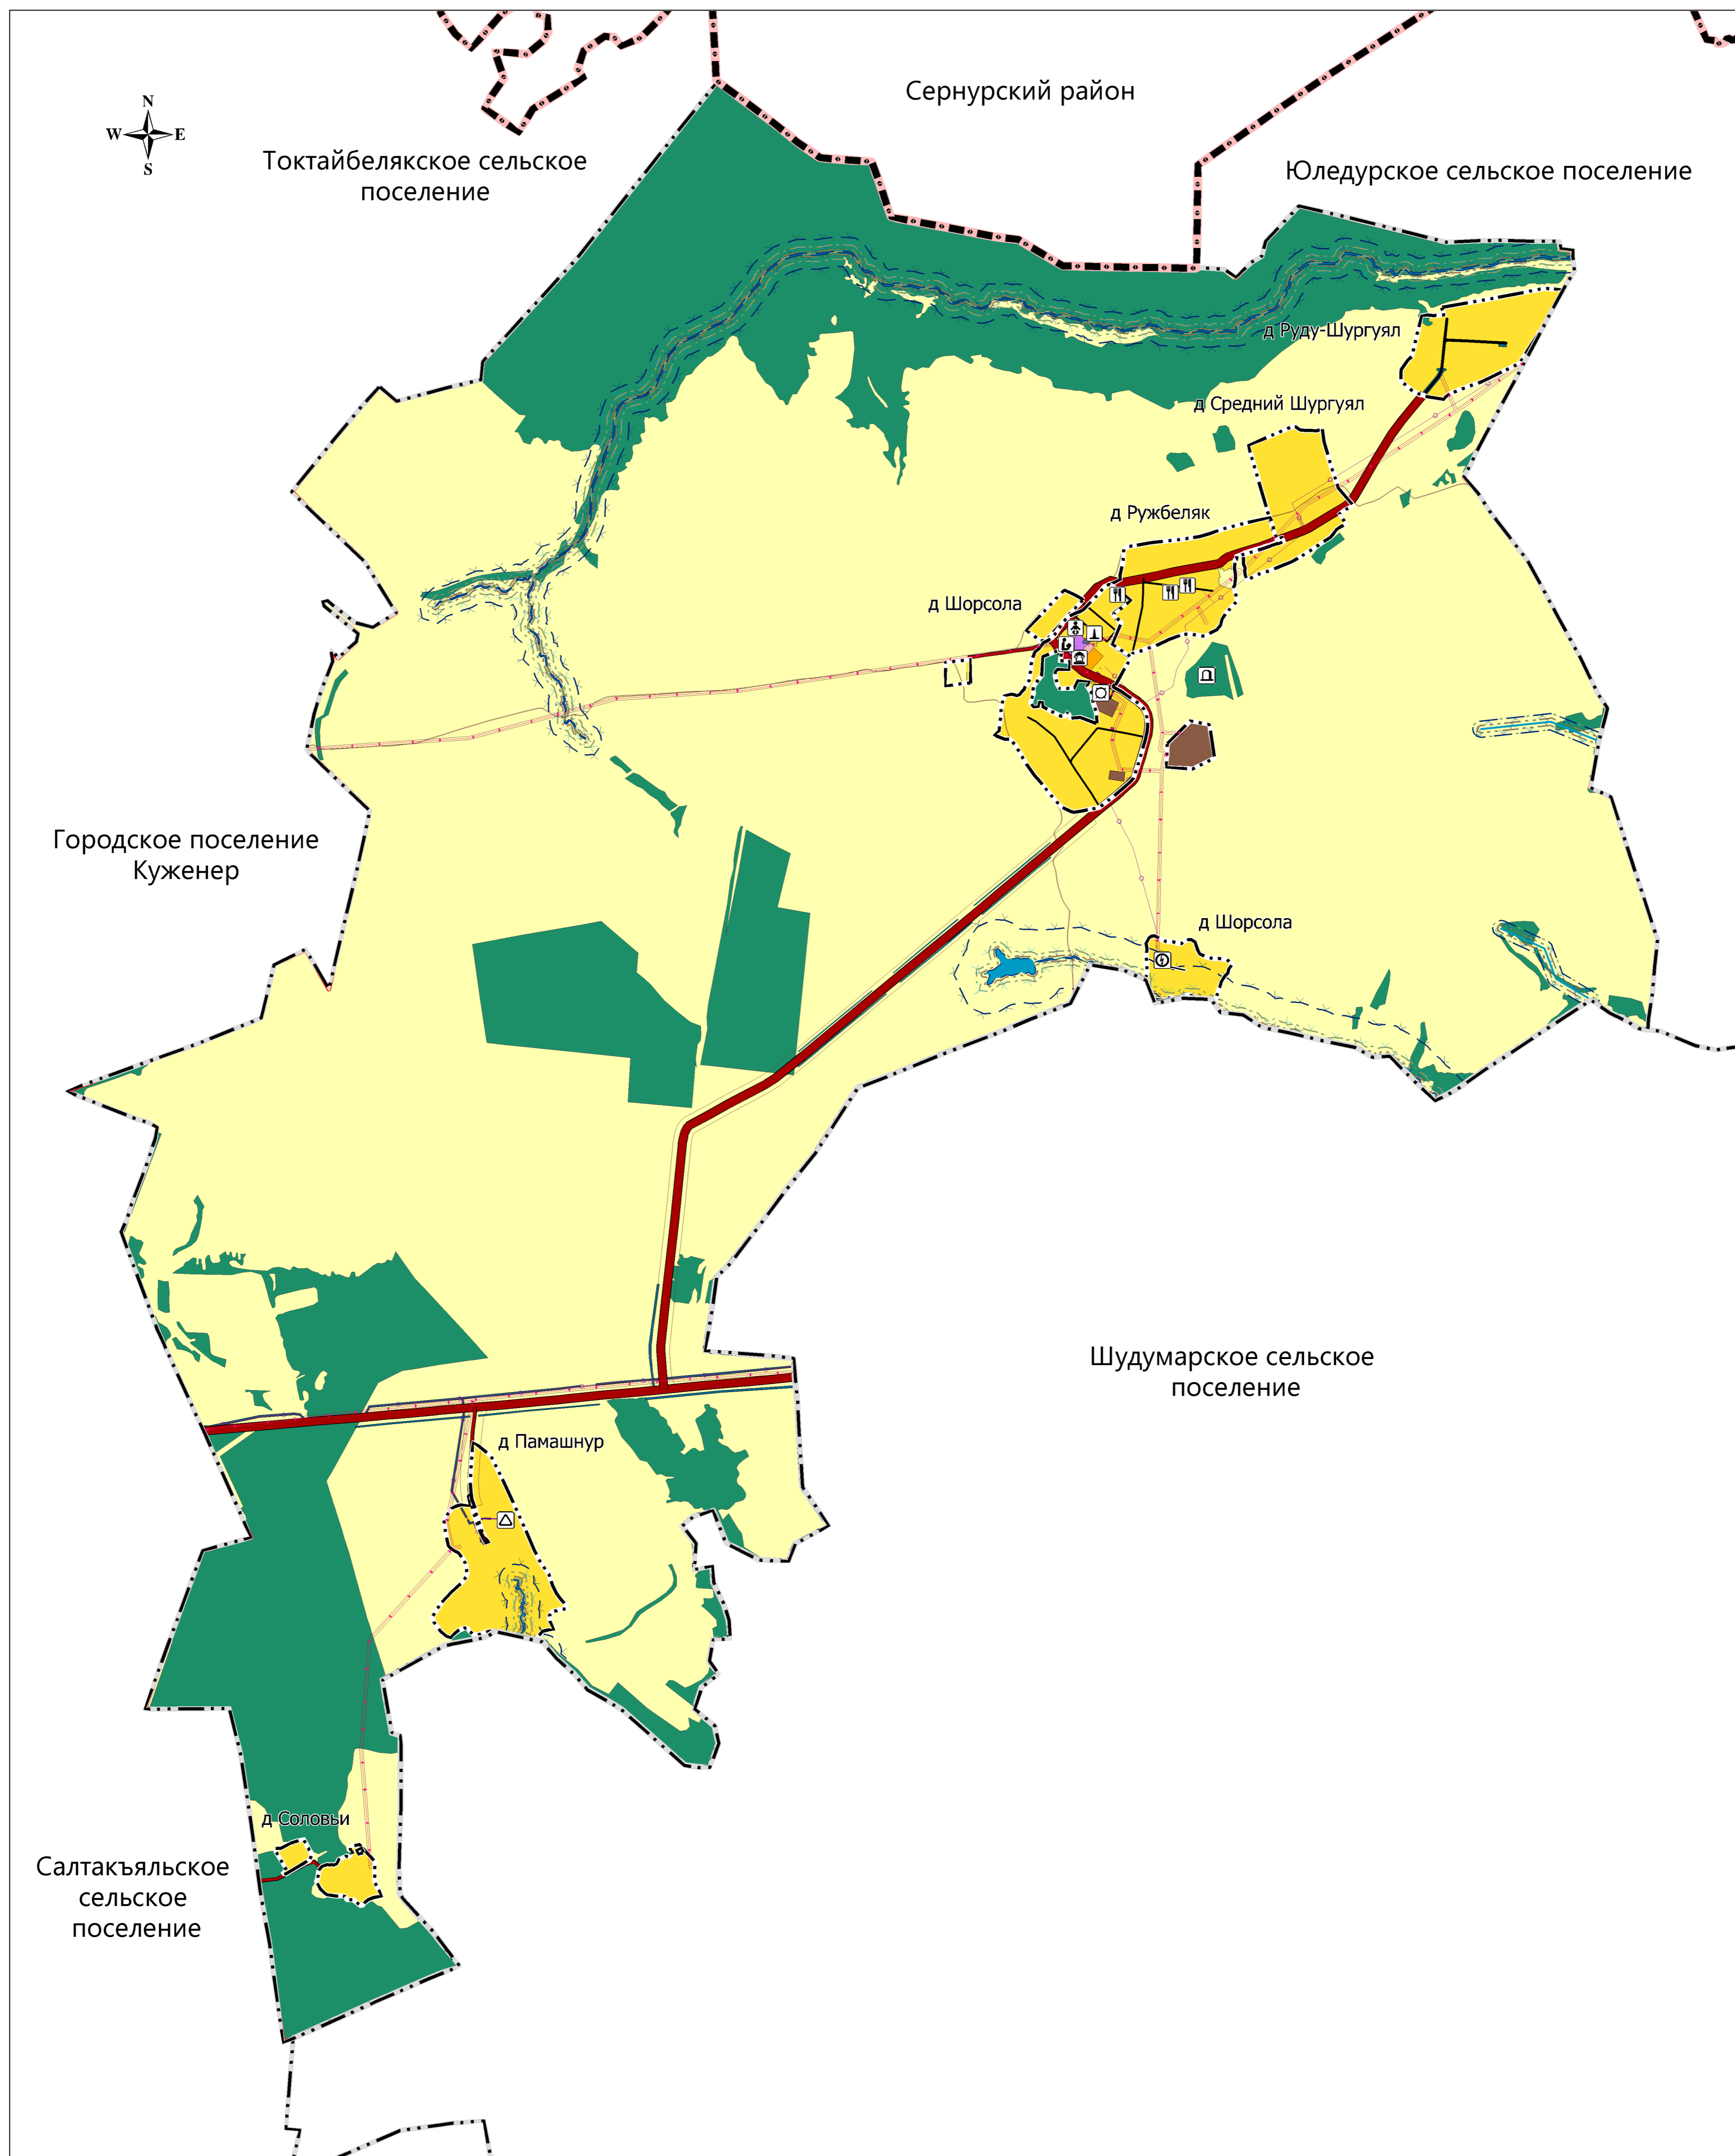 Сернурский район
N
W
E
S
Токтайбелякское сельское
поселение
Юледурское сельское поселение
д Руду-Шургуял
д Средний Шургуял
д Ружбеляк
д Шорсола
Городское поселение
Куженер
д Шорсола
Шудумарское сельское
поселение
д Памашнур
д Соловьи
Салтакъяльское
сельское
поселение